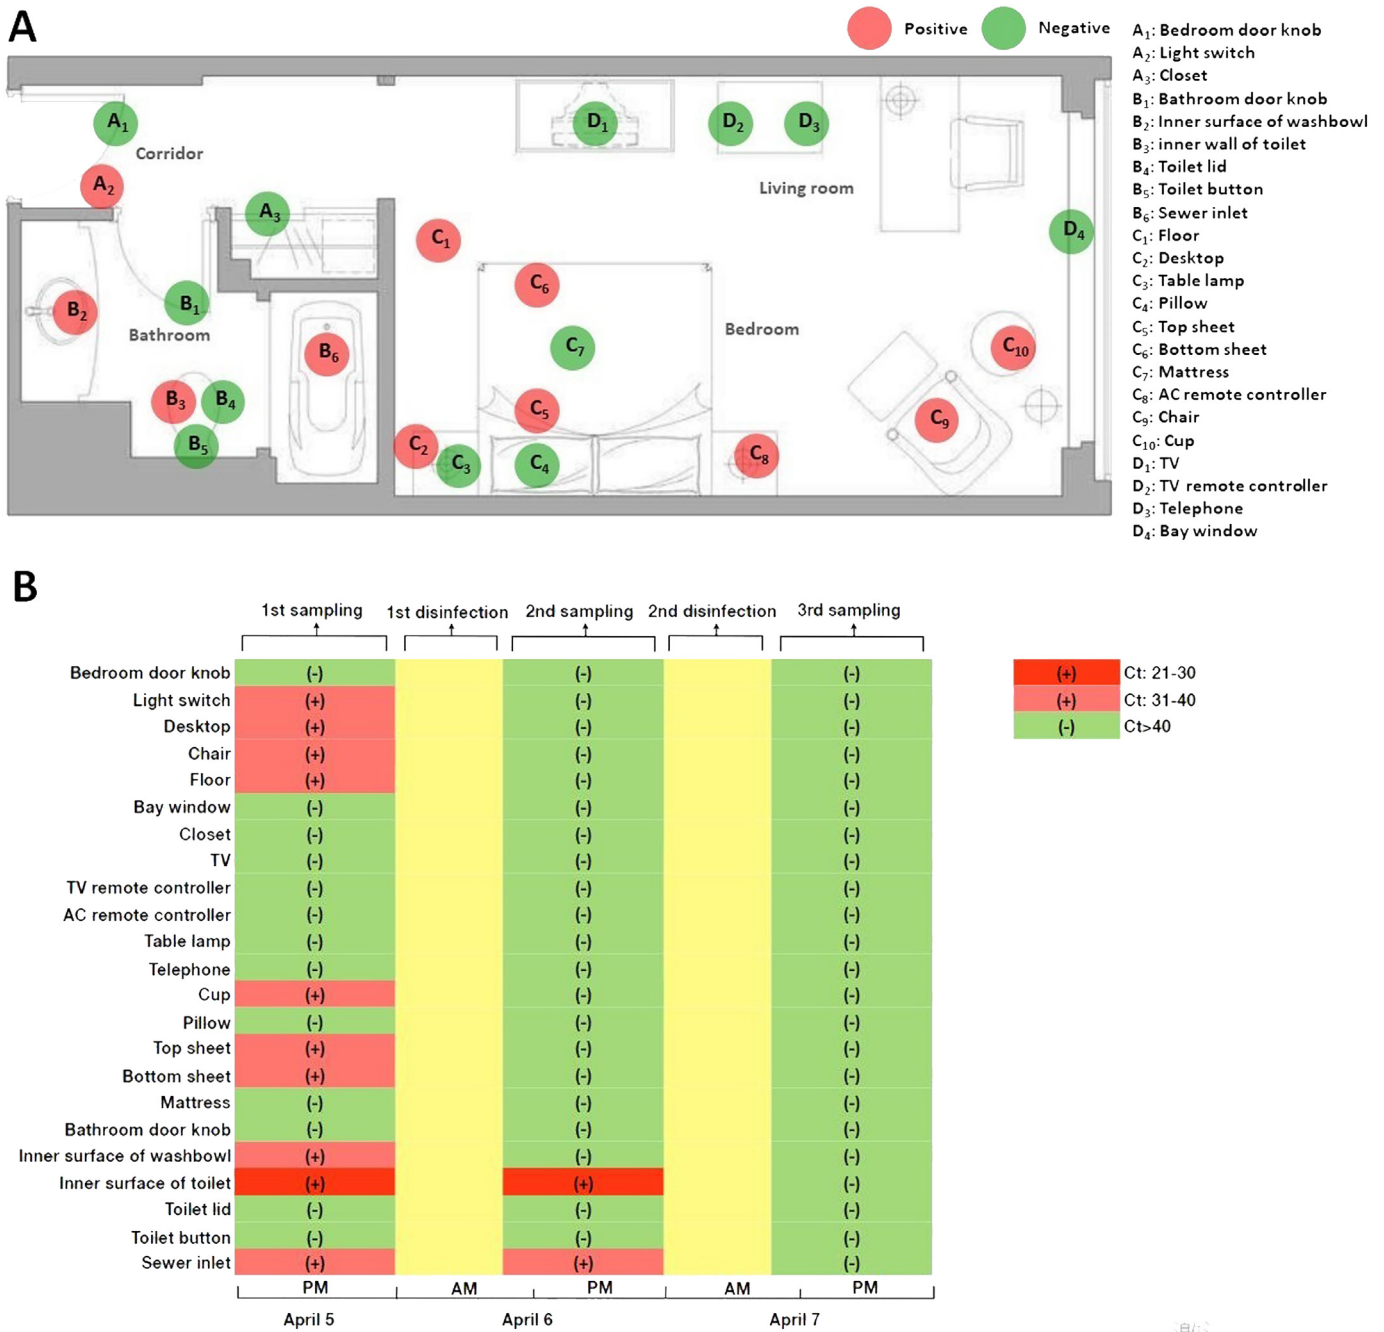 A
Positive
Negative
A1: Bedroom door knob
A2: Light switch
A3: Closet
B1: Bathroom door knob
B2: Inner surface of washbowl
B3: inner wall of toilet
B4: Toilet lid
B5: Toilet button
B6: Sewer inlet
C1: Floor
C2: Desktop
C3: Table lamp
C4: Pillow
C5: Top sheet
C6: Bottom sheet
C7: Mattress
C8: AC remote controller
C9: Chair
C10: Cup
D1: TV
D2: TV remote controller
D3: Telephone
D4: Bay window
A1
Corridor
A2
A3
D1
D2
D3
Living room
D4
C1
C6
B2
B1
Bathroom
B6
C7
Bedroom
C10
B3
B4
B5
C5
C9
C2
C3
C4
C8
B
1st sampling
1st disinfection
2nd sampling
2nd disinfection
3rd sampling
Bedroom door knob (-) (-) (-)
Light switch (+) (-) (-)
Desktop (+) (-) (-)
Chair (+) (-) (-)
Floor (+) (-) (-)
Bay window (-) (-) (-)
Closet (-) (-) (-)
TV (-) (-) (-)
TV remote controller (-) (-) (-)
AC remote controller (-) (-) (-)
Table lamp (-) (-) (-)
Telephone (-) (-) (-)
Cup (+) (-) (-)
Pillow (-) (-) (-)
Top sheet (+) (-) (-)
Bottom sheet (+) (-) (-)
Mattress (-) (-) (-)
Bathroom door knob (-) (-) (-)
Inner surface of washbowl (+) (-) (-)
Inner surface of toilet (+) (+) (-)
Toilet lid (-) (-) (-)
Toilet button (-) (-) (-)
Sewer inlet (+) (+) (-)
PM AM PM AM PM
April 5 April 6 April 7
(+) Ct: 21-30
(+) Ct: 31-40
(-) Ct>40